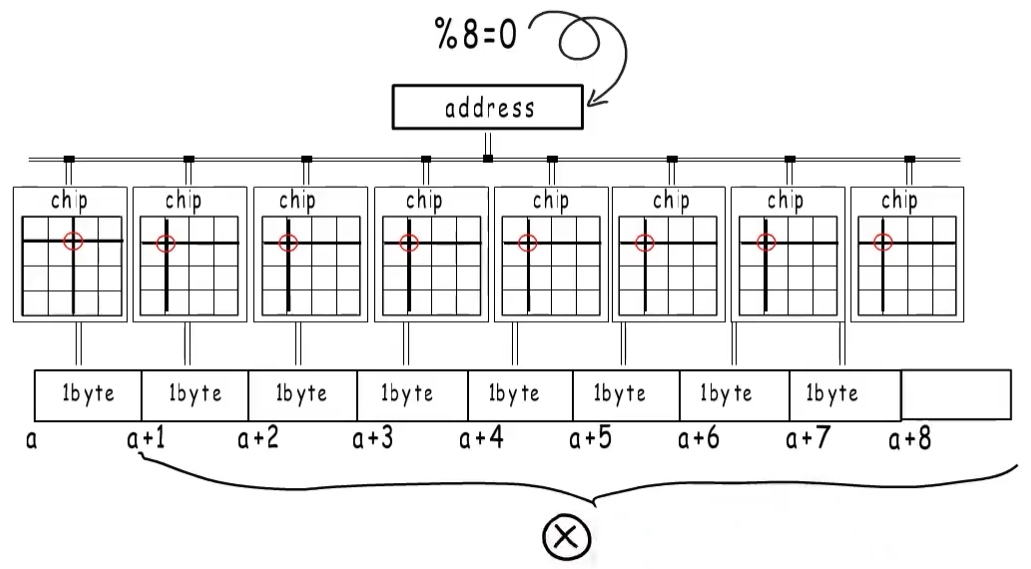 %8=0
address
chip chip chip chip chip chip chip chip
1byte 1byte 1byte 1byte 1byte 1byte 1byte 1byte
a a+1 a+2 a+3 a+4 a+5 a+6 a+7 a+8